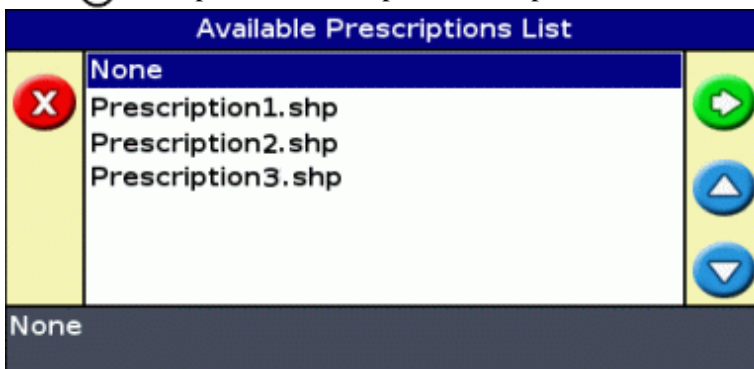 Available Prescriptions List
None
X
Prescription1.shp
Prescription2.shp
Prescription3.shp
None